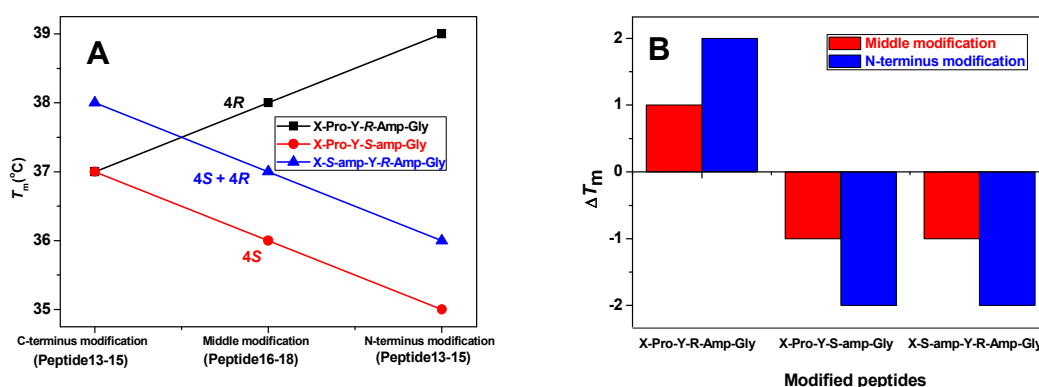 A
39
38
37
36
35
Tm(°C)
4R
X-Pro-Y-R-Amp-Gly
X-Pro-Y-S-amp-Gly
X-S-amp-Y-R-Amp-Gly
4S + 4R
4S
C-terminus modification
(Peptide13-15)
Middle modification
(Peptide16-18)
N-terminus modification
(Peptide13-15)
B
Middle modification
N-terminus modification
2
1
0
-1
-2
ΔTm
X-Pro-Y-R-Amp-Gly
X-Pro-Y-S-amp-Gly
X-S-amp-Y-R-Amp-Gly
Modified peptides